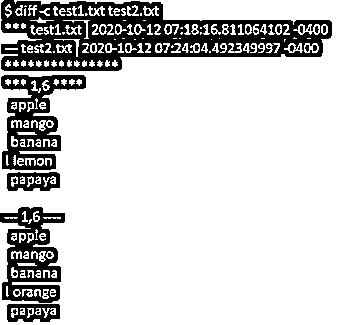 $ diff -c test1.txt test2.txt
*** test1.txt | 2020-10-12 07:18:16.811064102 -0400
--- test2.txt | 2020-10-12 07:24:04.492349997 -0400
***************
*** 1,6 ****
apple
mango
banana
! lemon
papaya
--- 1,6 ----
apple
mango
banana
! orange
papaya